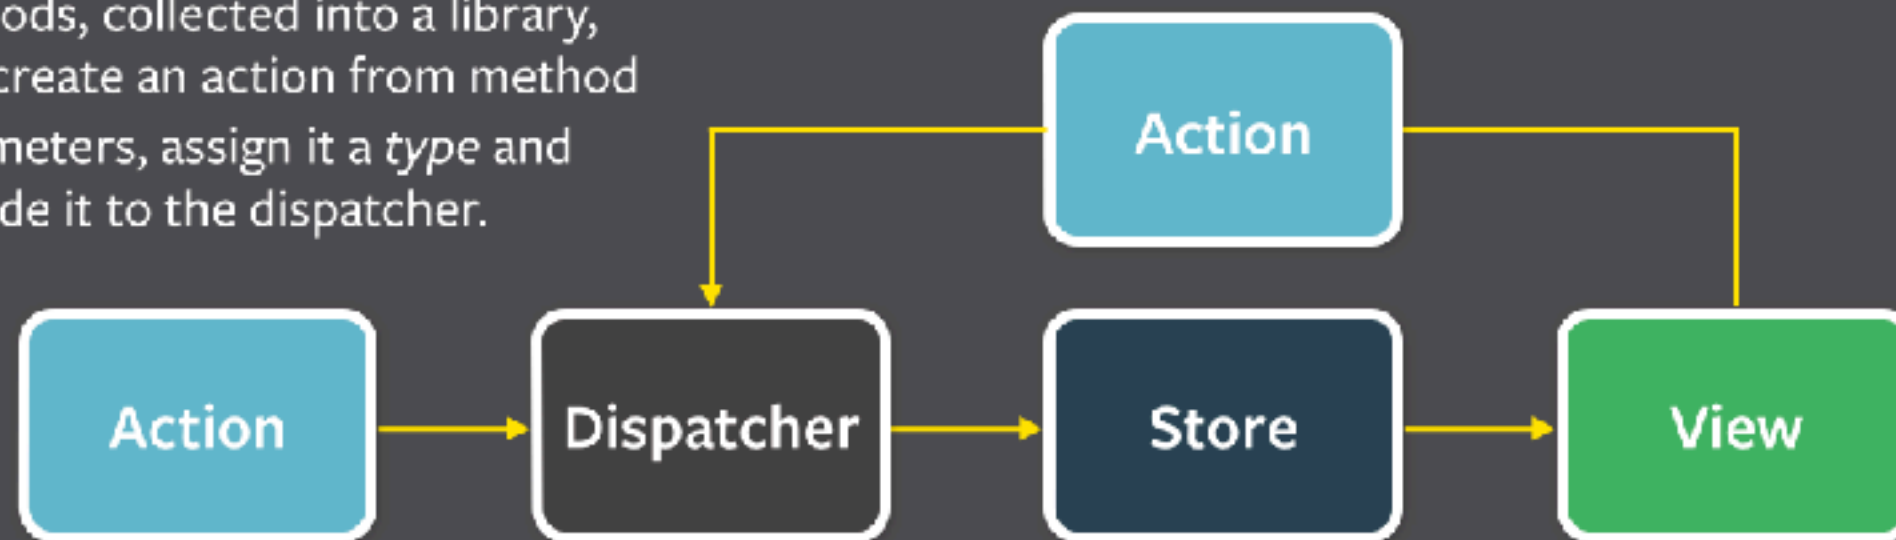 ods, collected into a library,
create an action from method
meters, assign it a type and
de it to the dispatcher.
Action
Action
Dispatcher
Store
View